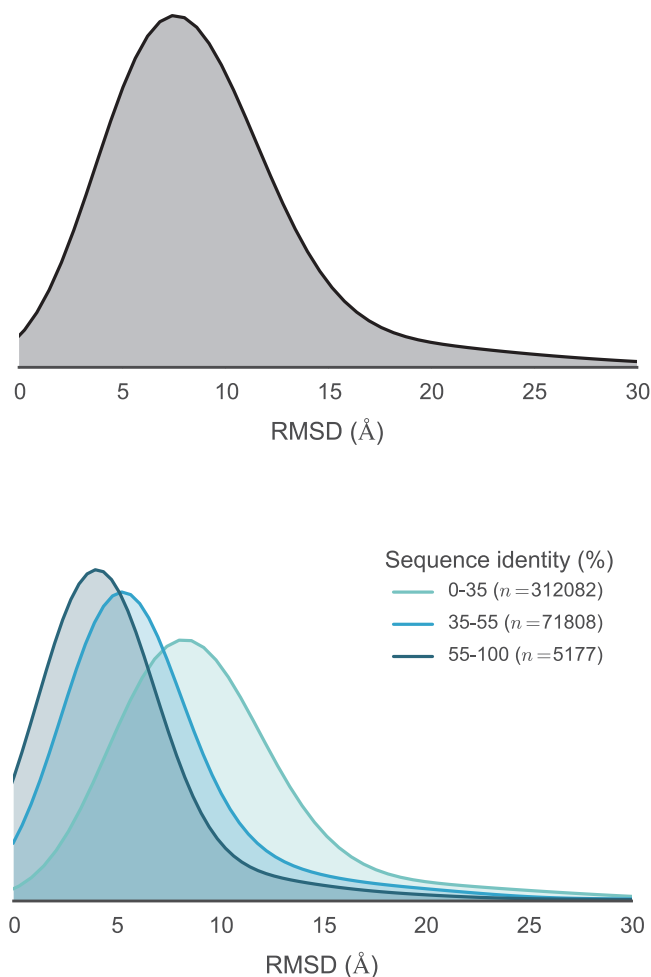 0 5 10 15 20 25 30
RMSD (Å)
Sequence identity (%)
0-35 (n=312082)
35-55 (n=71808)
55-100 (n=5177)
0 5 10 15 20 25 30
RMSD (Å)